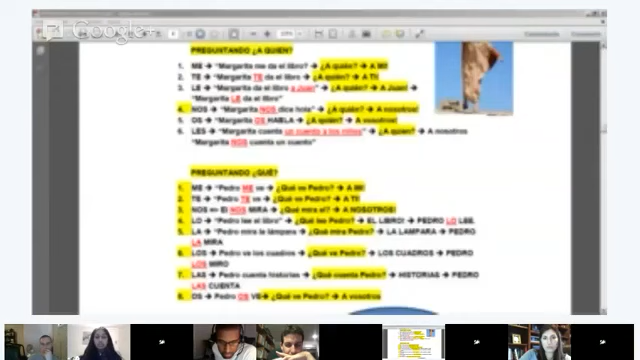 Google+
PREGUNTANDO ¿A QUIEN?
1. ME → "Margarita me da el libro? → ¿A quién? → A MI!
2. TE → "Margarita TE da el libro → ¿A quién? → A TI!
3. LE → "Margarita da el libro a Juan" → ¿A quién? → A Juan! →
"Margarita LE da el libro"
4. NOS → "Margarita NOS dice hola" → ¿A quién? → A nosotros!
5. OS → "Margarita OS HABLA → ¿A quién? → A vosotros!
6. LES → "Margarita cuenta un cuento a los niños" → ¿A quien? → A nosotros
"Margarita NOS cuenta un cuento"
PREGUNTANDO ¿QUÉ?
1. ME → "Pedro ME ve → ¿Qué ve Pedro? → A MI!
2. TE → "Pedro TE ve → ¿Qué ve Pedro? → A TI!
3. NOS => El NOS MIRA → ¿Qué mira el? → A NOSOTROS!
4. LO → "Pedro lee el libro" → ¿Qué lee Pedro? → EL LIBRO! → PEDRO LO LEE.
5. LA → "Pedro mira la lámpara → ¿Qué mira Pedro? → LA LAMPARA → PEDRO
LA MIRA
6. LOS → Pedro ve los cuadros → ¿Qué ve Pedro? → LOS CUADROS → PEDRO
LOS MIRO
7. LAS → Pedro cuenta historias → ¿Qué cuenta Pedro? → HISTORIAS → PEDRO
LAS CUENTA
8. OS → Pedro OS VE → ¿Qué ve Pedro? → A vosotros